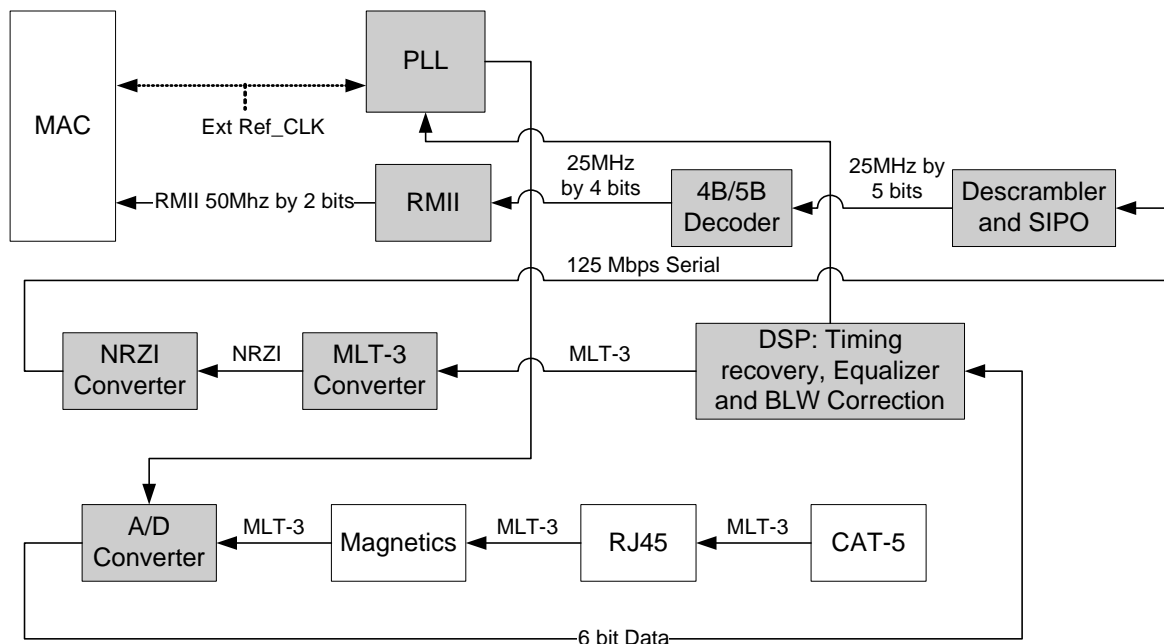 PLL
MAC
Ext Ref_CLK
RMII 50Mhz by 2 bits
RMII
25MHz
by 4 bits
4B/5B
Decoder
25MHz by
5 bits
Descrambler
and SIPO
125 Mbps Serial
NRZI
Converter
NRZI
MLT-3
Converter
MLT-3
DSP: Timing
recovery, Equalizer
and BLW Correction
A/D
Converter
MLT-3
Magnetics
MLT-3
RJ45
MLT-3
CAT-5
6 bit Data